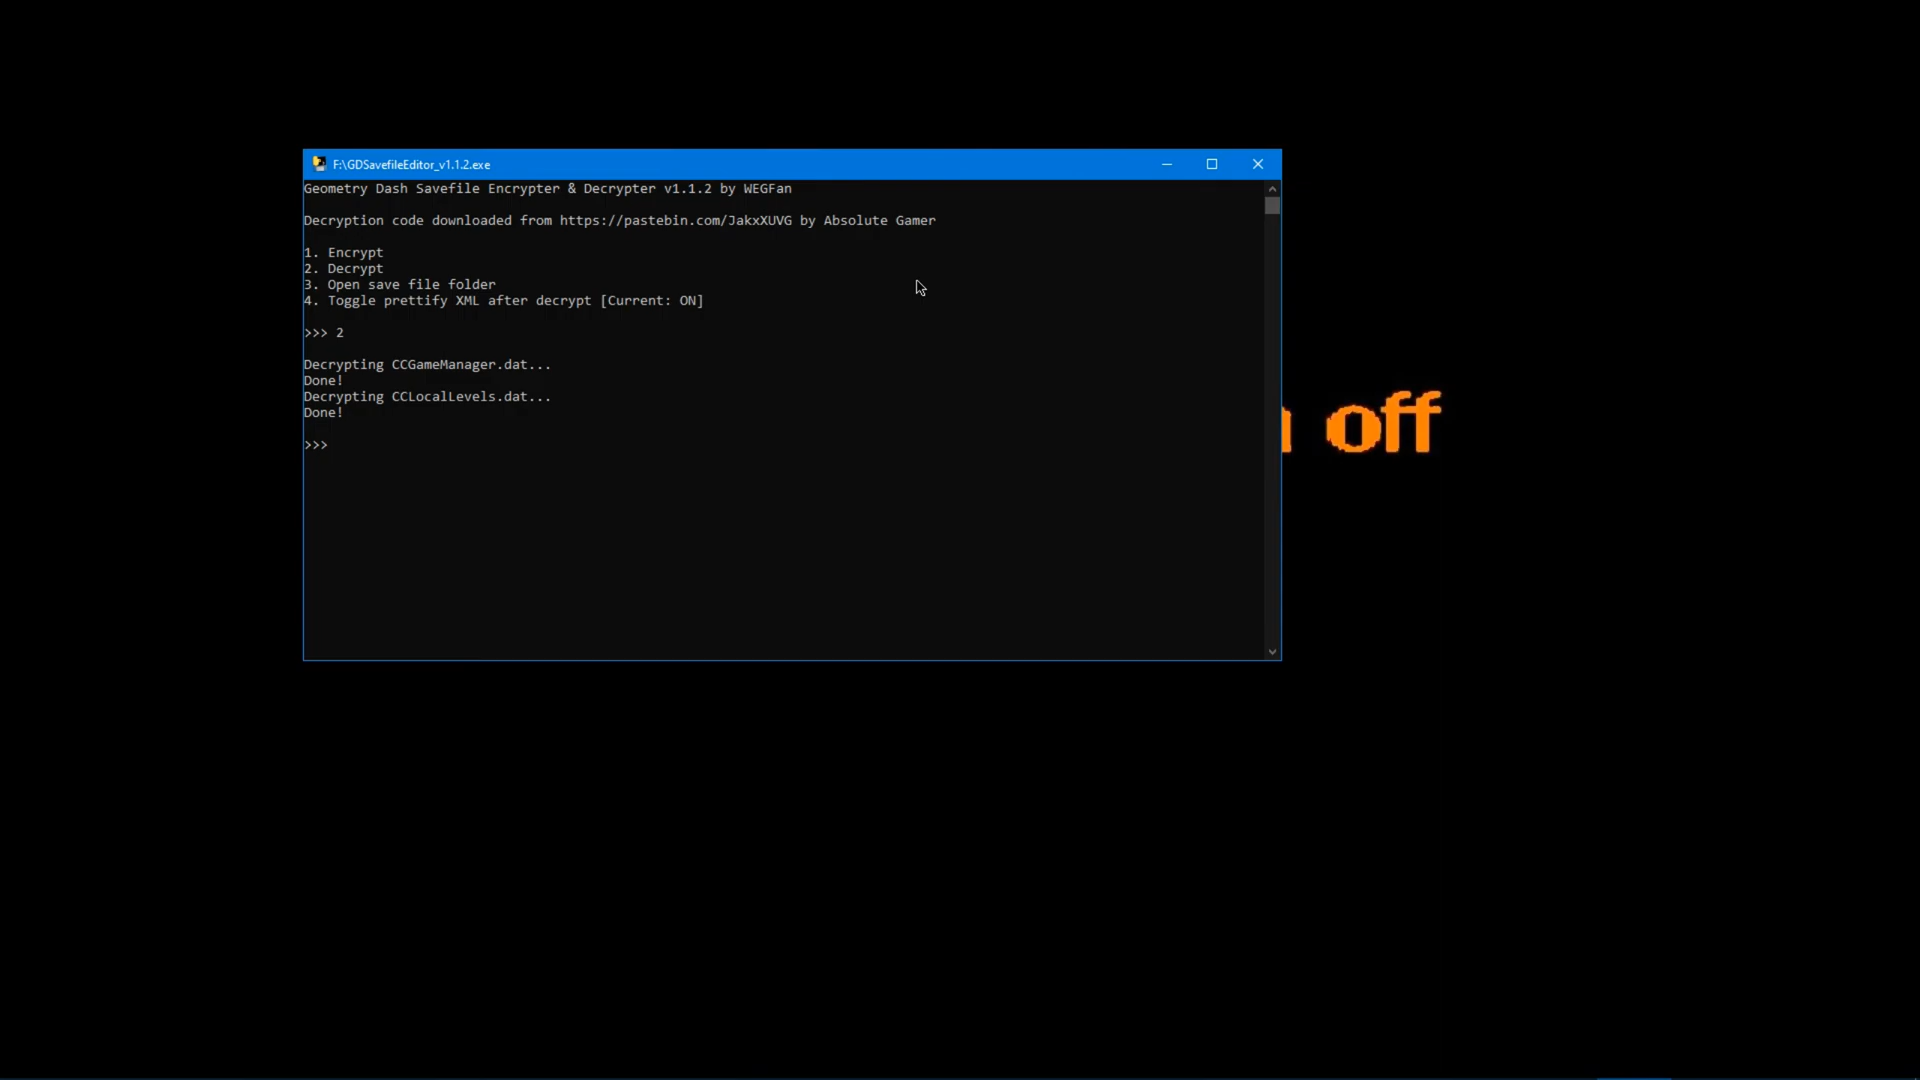 F:\GDSavefileEditor_v1.1.2.exe
Geometry Dash Savefile Encrypter & Decrypter v1.1.2 by WEGFan
Decryption code downloaded from https://pastebin.com/JakxXUVG by Absolute Gamer
1. Encrypt
2. Decrypt
3. Open save file folder
4. Toggle prettify XML after decrypt [Current: ON]
>>> 2
Decrypting CCGameManager.dat...
Done!
Decrypting CCLocalLevels.dat...
Done!
>>>
off